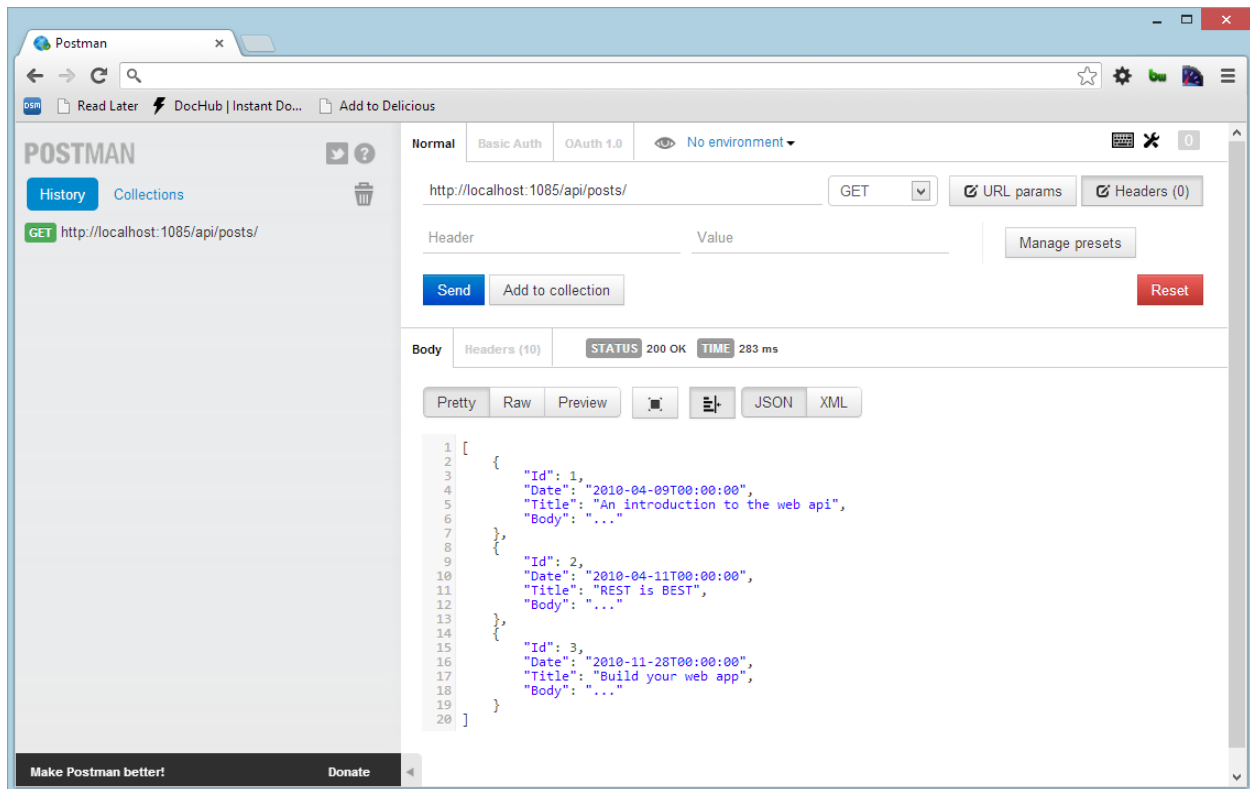 Postman
Read Later DocHub | Instant Do... Add to Delicious
POSTMAN
History Collections
GET http://localhost:1085/api/posts/
Normal Basic Auth OAuth 1.0 No environment 0
http://localhost:1085/api/posts/ GET URL params Headers (0)
Header Value Manage presets
Send Add to collection Reset
Body Headers (10) STATUS 200 OK TIME 283 ms
Pretty Raw Preview JSON XML
1 [
2 {
3 "Id": 1,
4 "Date": "2010-04-09T00:00:00",
5 "Title": "An introduction to the web api",
6 "Body": "..."
7 },
8 {
9 "Id": 2,
10 "Date": "2010-04-11T00:00:00",
11 "Title": "REST is BEST",
12 "Body": "..."
13 },
14 {
15 "Id": 3,
16 "Date": "2010-11-28T00:00:00",
17 "Title": "Build your web app",
18 "Body": "..."
19 }
20 ]
Make Postman better! Donate